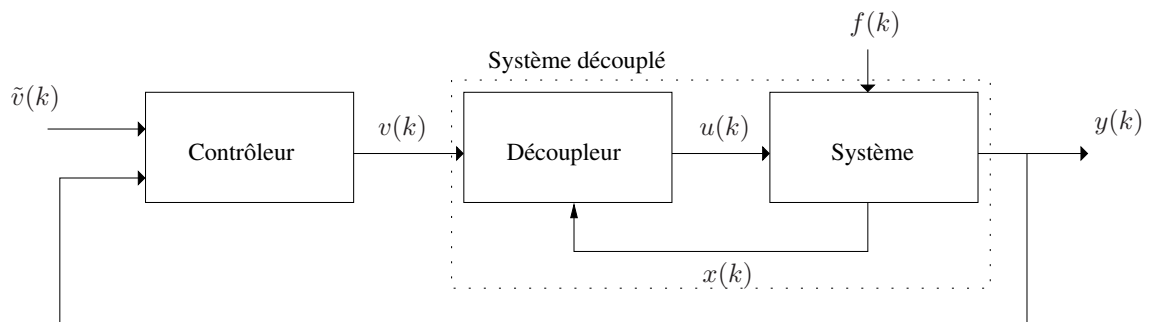 f(k)
Système découplé
ṽ(k)
Contrôleur
v(k)
Découpleur
u(k)
Système
y(k)
x(k)